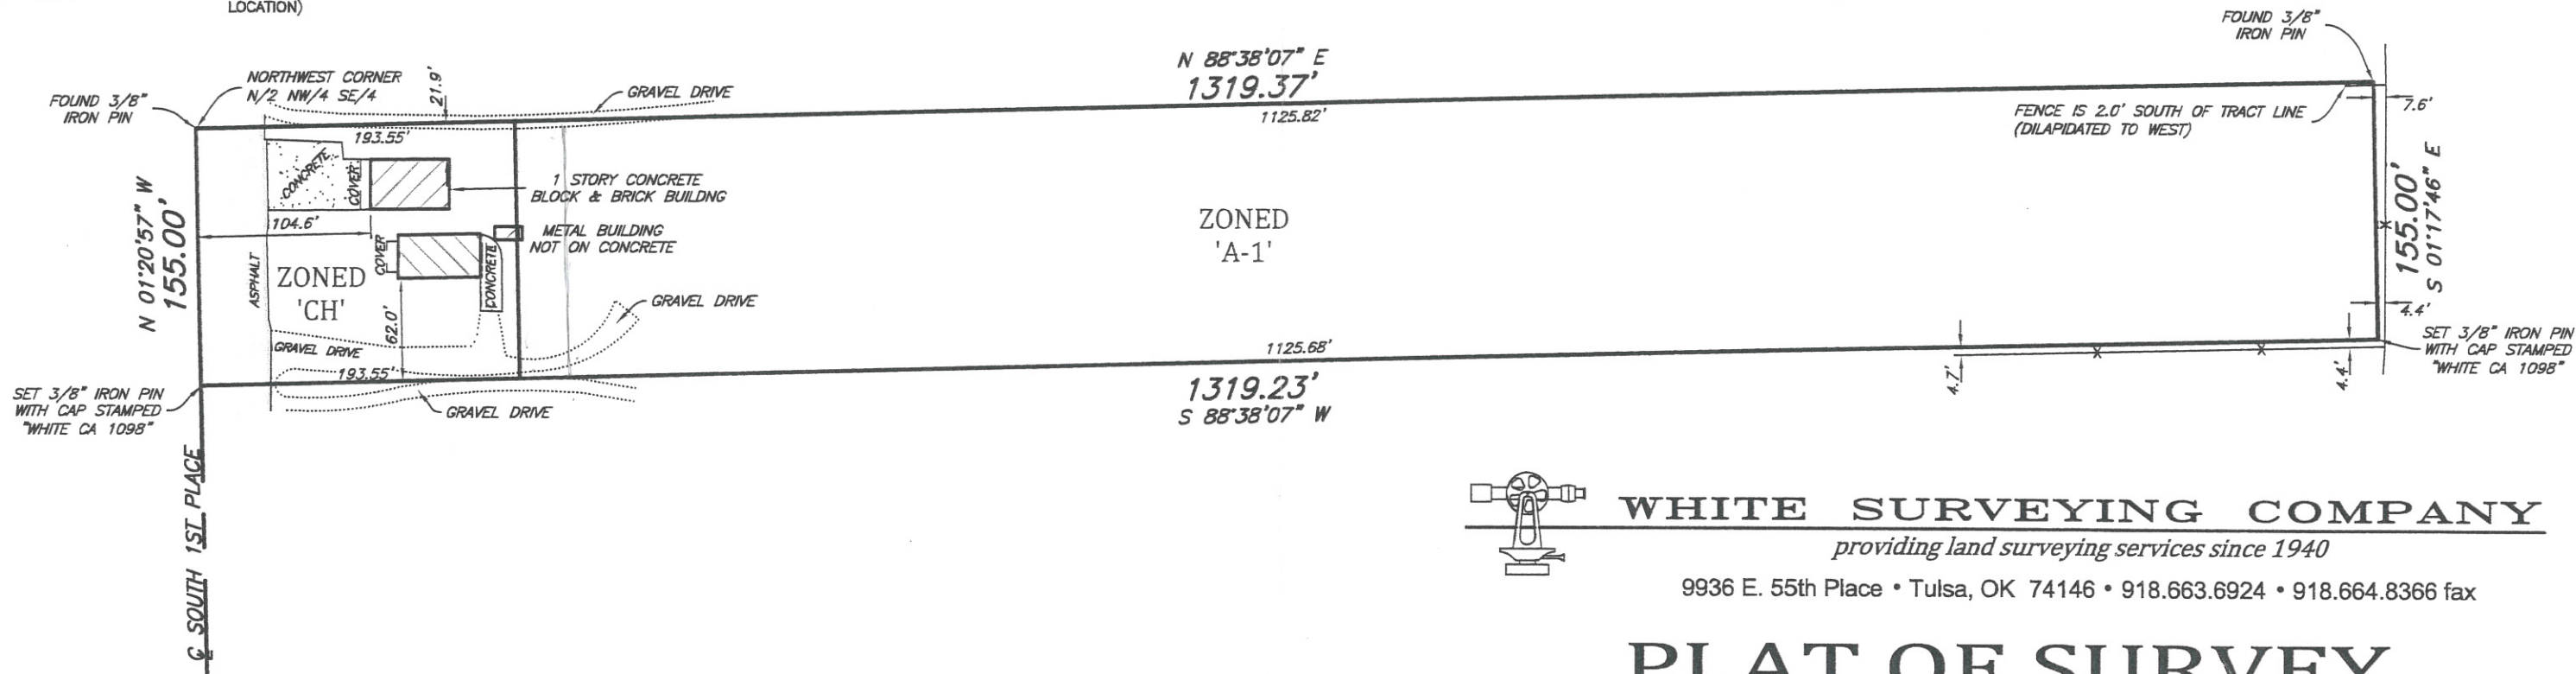 LOCATION)
FOUND 3/8"
IRON PIN
NORTHWEST CORNER
N/2 NW/4 SE/4
21.9'
GRAVEL DRIVE
N 88°38'07" E
1319.37'
1125.82'
FOUND 3/8"
IRON PIN
FENCE IS 2.0' SOUTH OF TRACT LINE
(DILAPIDATED TO WEST)
7.6'
193.55'
CONCRETE
COVER
1 STORY CONCRETE
BLOCK & BRICK BUILDNG
N 01°20'57" W
155.00'
104.6'
METAL BUILDING
NOT ON CONCRETE
COVER
CONCRETE
ASPHALT
ZONED
'CH'
62.0'
GRAVEL DRIVE
GRAVEL DRIVE
193.55'
GRAVEL DRIVE
ZONED
'A-1'
155.00'
S 01°17'46" E
4.4'
1125.68'
1319.23'
S 88°38'07" W
4.7'
4.4'
SET 3/8" IRON PIN
WITH CAP STAMPED
"WHITE CA 1098"
SET 3/8" IRON PIN
WITH CAP STAMPED
"WHITE CA 1098"
℄ SOUTH 1ST PLACE
WHITE SURVEYING COMPANY
providing land surveying services since 1940
9936 E. 55th Place • Tulsa, OK 74146 • 918.663.6924 • 918.664.8366 fax
PLAT OF SURVEY